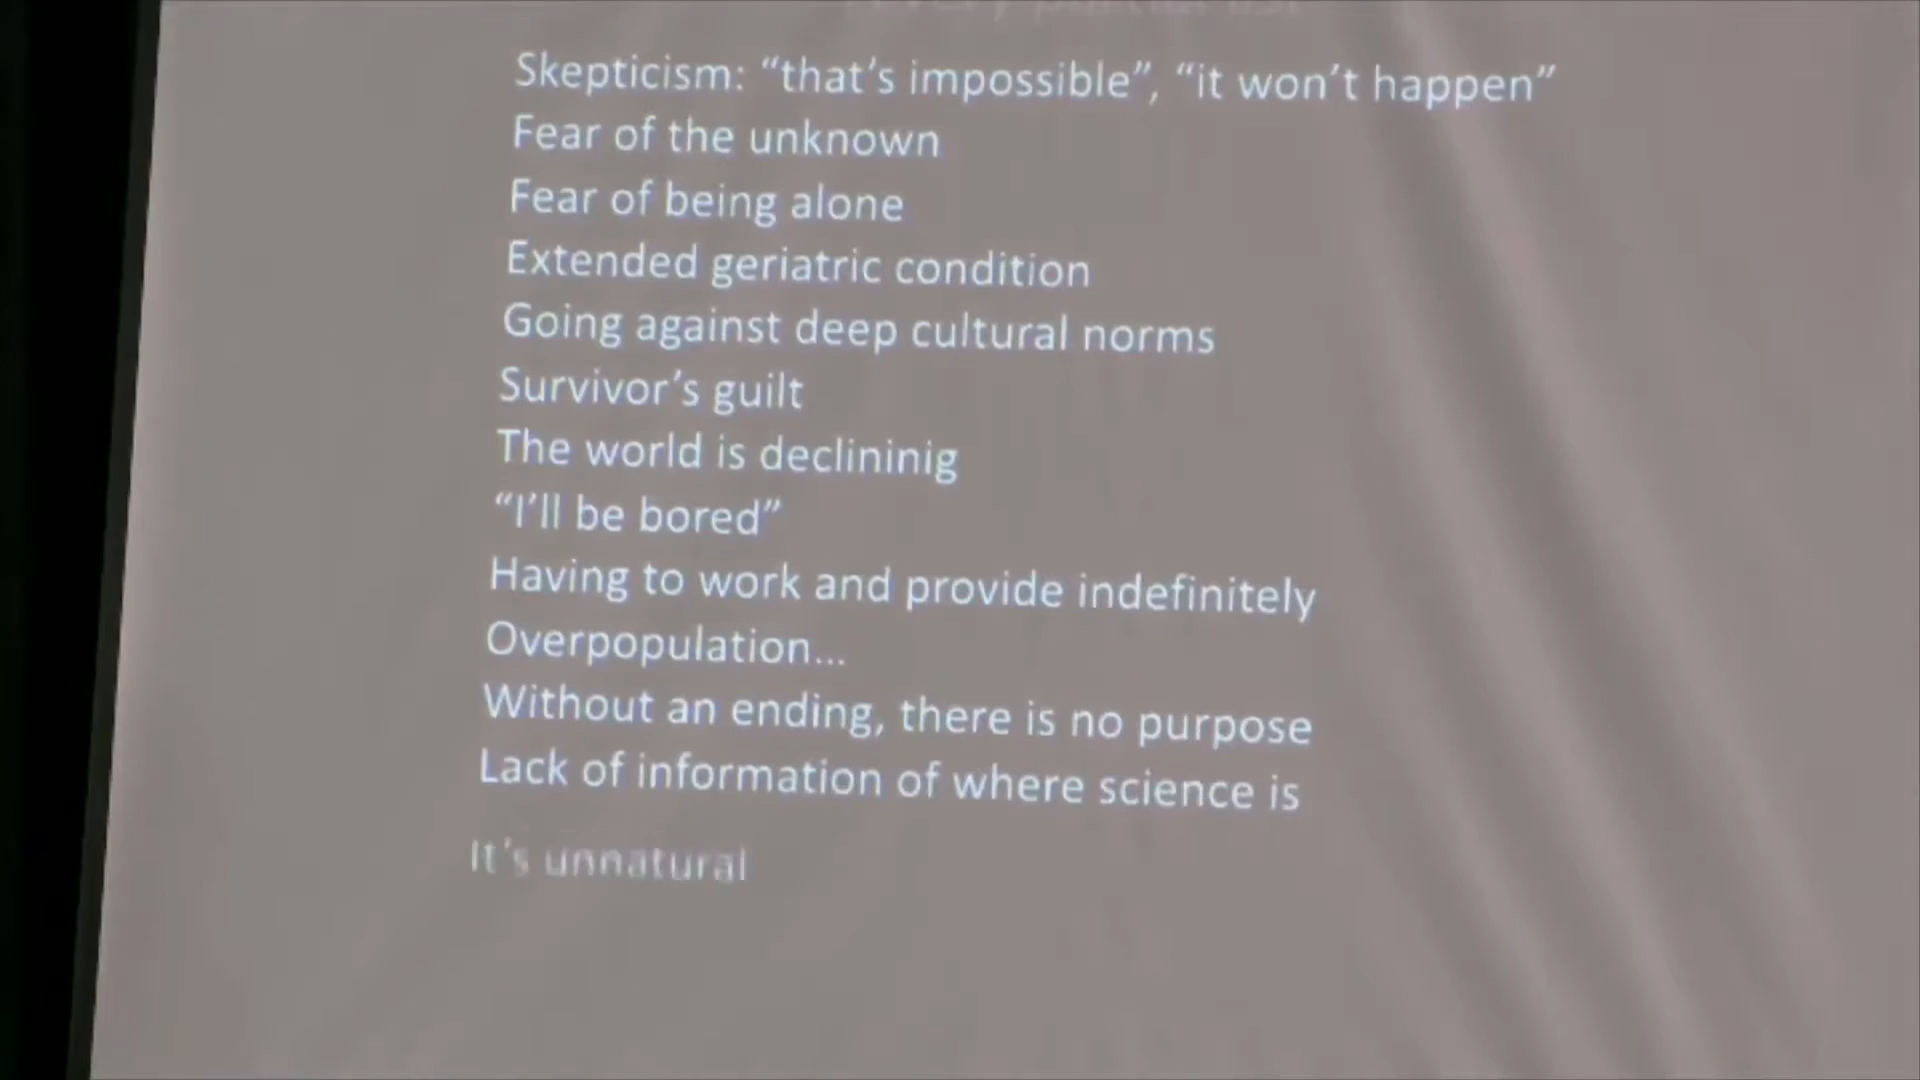 Skepticism: “that’s impossible”, “it won’t happen”
Fear of the unknown
Fear of being alone
Extended geriatric condition
Going against deep cultural norms
Survivor’s guilt
The world is declininig
“I’ll be bored”
Having to work and provide indefinitely
Overpopulation...
Without an ending, there is no purpose
Lack of information of where science is
It’s unnatural